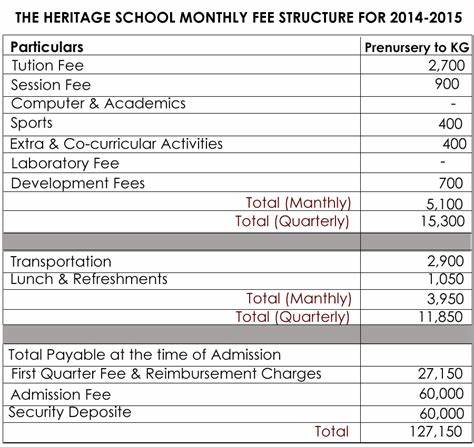 THE HERITAGE SCHOOL MONTHLY FEE STRUCTURE FOR 2014-2015
Particulars Prenursery to KG
Tution Fee 2,700
Session Fee 900
Computer & Academics -
Sports 400
Extra & Co-curricular Activities 400
Laboratory Fee -
Development Fees 700
Total (Manthly) 5,100
Total (Quarterly) 15,300
Transportation 2,900
Lunch & Refreshments 1,050
Total (Manthly) 3,950
Total (Quarterly) 11,850
Total Payable at the time of Admission
First Quarter Fee & Reimbursement Charges 27,150
Admission Fee 60,000
Security Deposite 60,000
Total 127,150